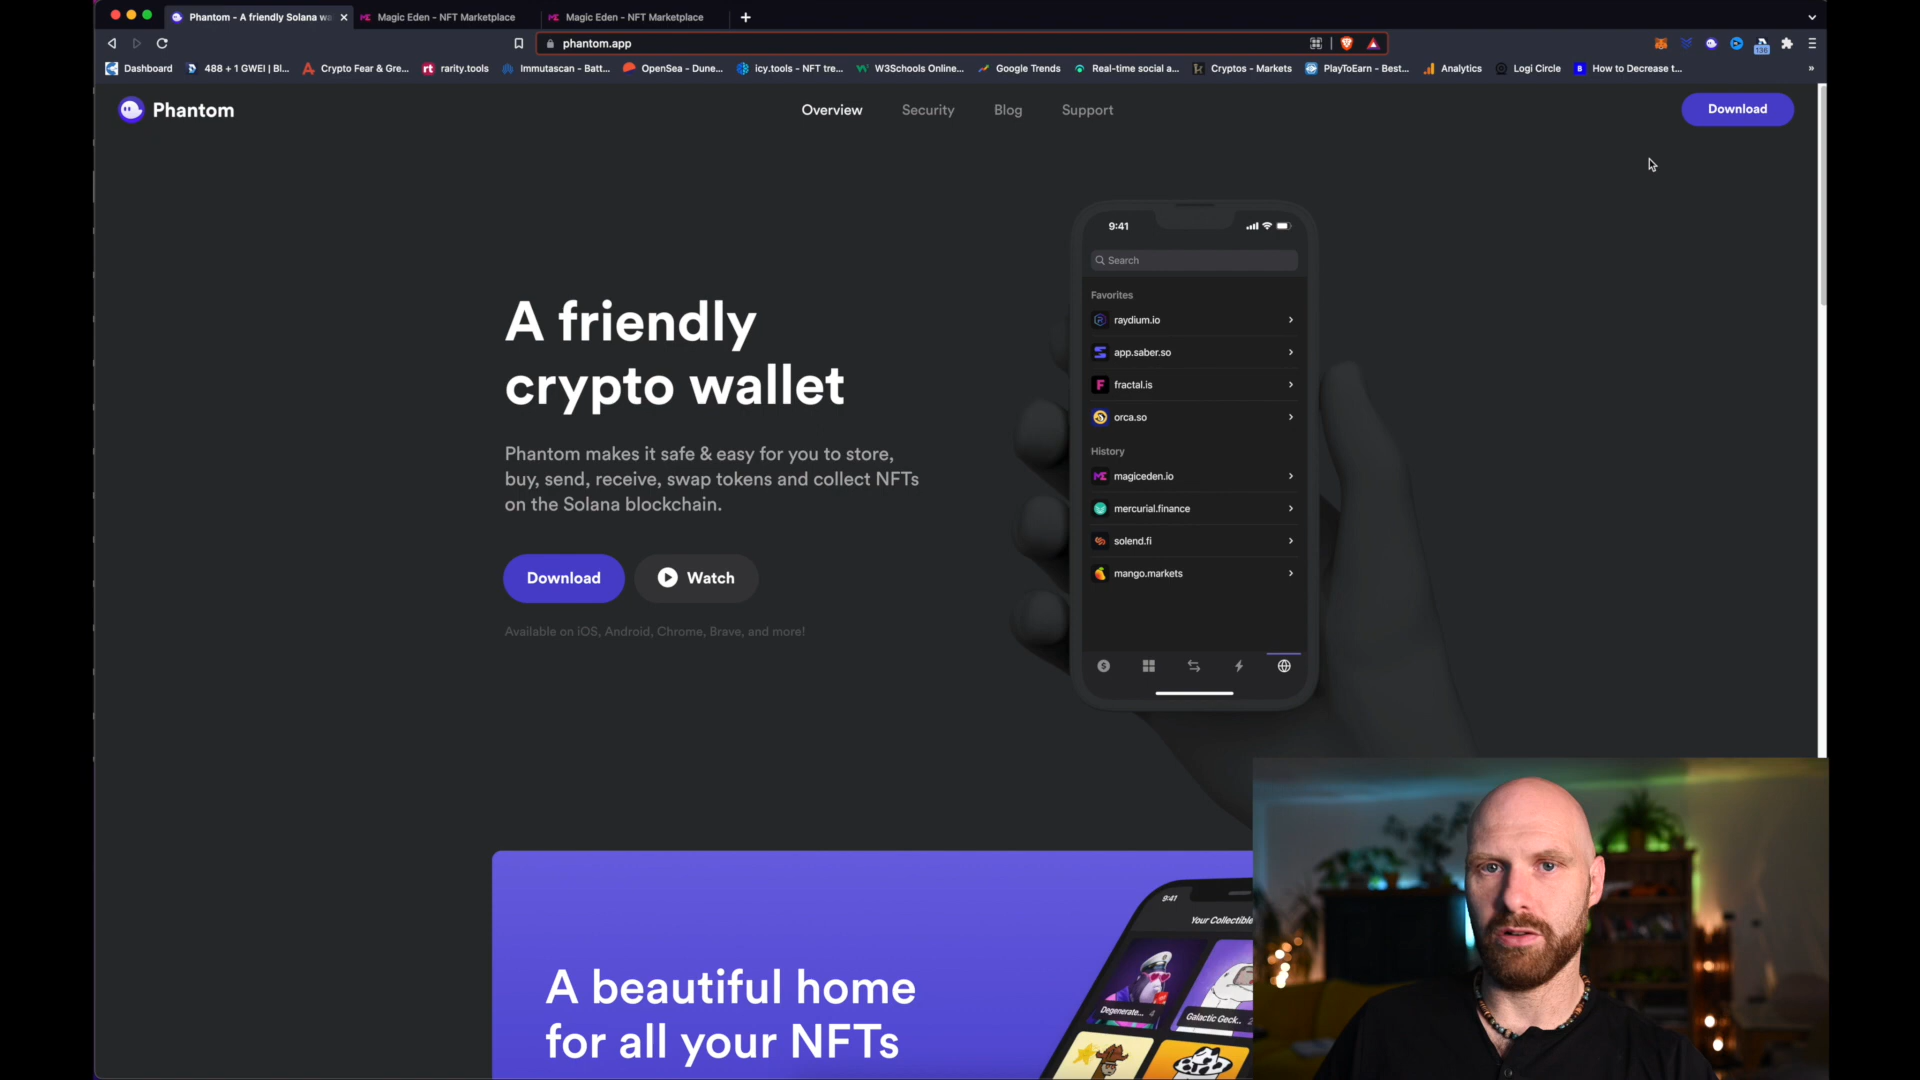 Phantom - A friendly Solana wa
Magic Eden - NFT Marketplace
Magic Eden - NFT Marketplace
phantom.app
Dashboard
488 + 1 GWEI | Bl...
Crypto Fear & Gre...
rarity.tools
Immutascan - Batt...
OpenSea - Dune...
icy.tools - NFT tre...
W3Schools Online...
Google Trends
Real-time social a...
Cryptos - Markets
PlayToEarn - Best...
Analytics
Logi Circle
How to Decrease t...
Phantom
Overview
Security
Blog
Support
Download
A friendly
crypto wallet
Phantom makes it safe & easy for you to store,
buy, send, receive, swap tokens and collect NFTs
on the Solana blockchain.
Download
Watch
Available on iOS, Android, Chrome, Brave, and more!
9:41
Search
Favorites
raydium.io
app.saber.so
fractal.is
orca.so
History
magiceden.io
mercurial.finance
solend.fi
mango.markets
A beautiful home
for all your NFTs
9:41
Your Collectible
Degenerate... 4
Galactic Geck.. 2